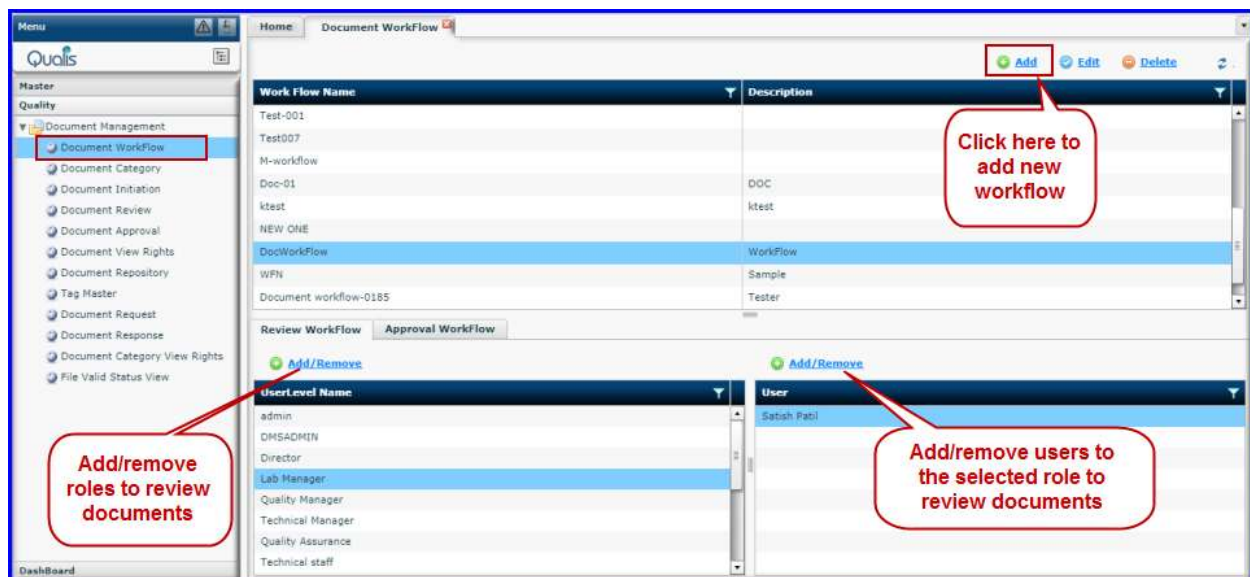 Menu
Qualis
Master
Quality
Document Management
Document WorkFlow
Document Category
Document Initiation
Document Review
Document Approval
Document View Rights
Document Repository
Tag Master
Document Request
Document Response
Document Category View Rights
File Valid Status View
DashBoard
Home Document WorkFlow
Add Edit Delete
Work Flow Name Description
Test-001
Test007
M-workflow
Doc-01 DOC
ktest ktest
NEW ONE
DocWorkFlow WorkFlow
WFN Sample
Document workflow-0185 Tester
Click here to
add new
workflow
Review WorkFlow Approval WorkFlow
Add/Remove Add/Remove
UserLevel Name User
admin Satish Patil
DMSADMIN
Director
Lab Manager
Quality Manager
Technical Manager
Quality Assurance
Technical staff
Add/remove
roles to review
documents
Add/remove users to
the selected role to
review documents